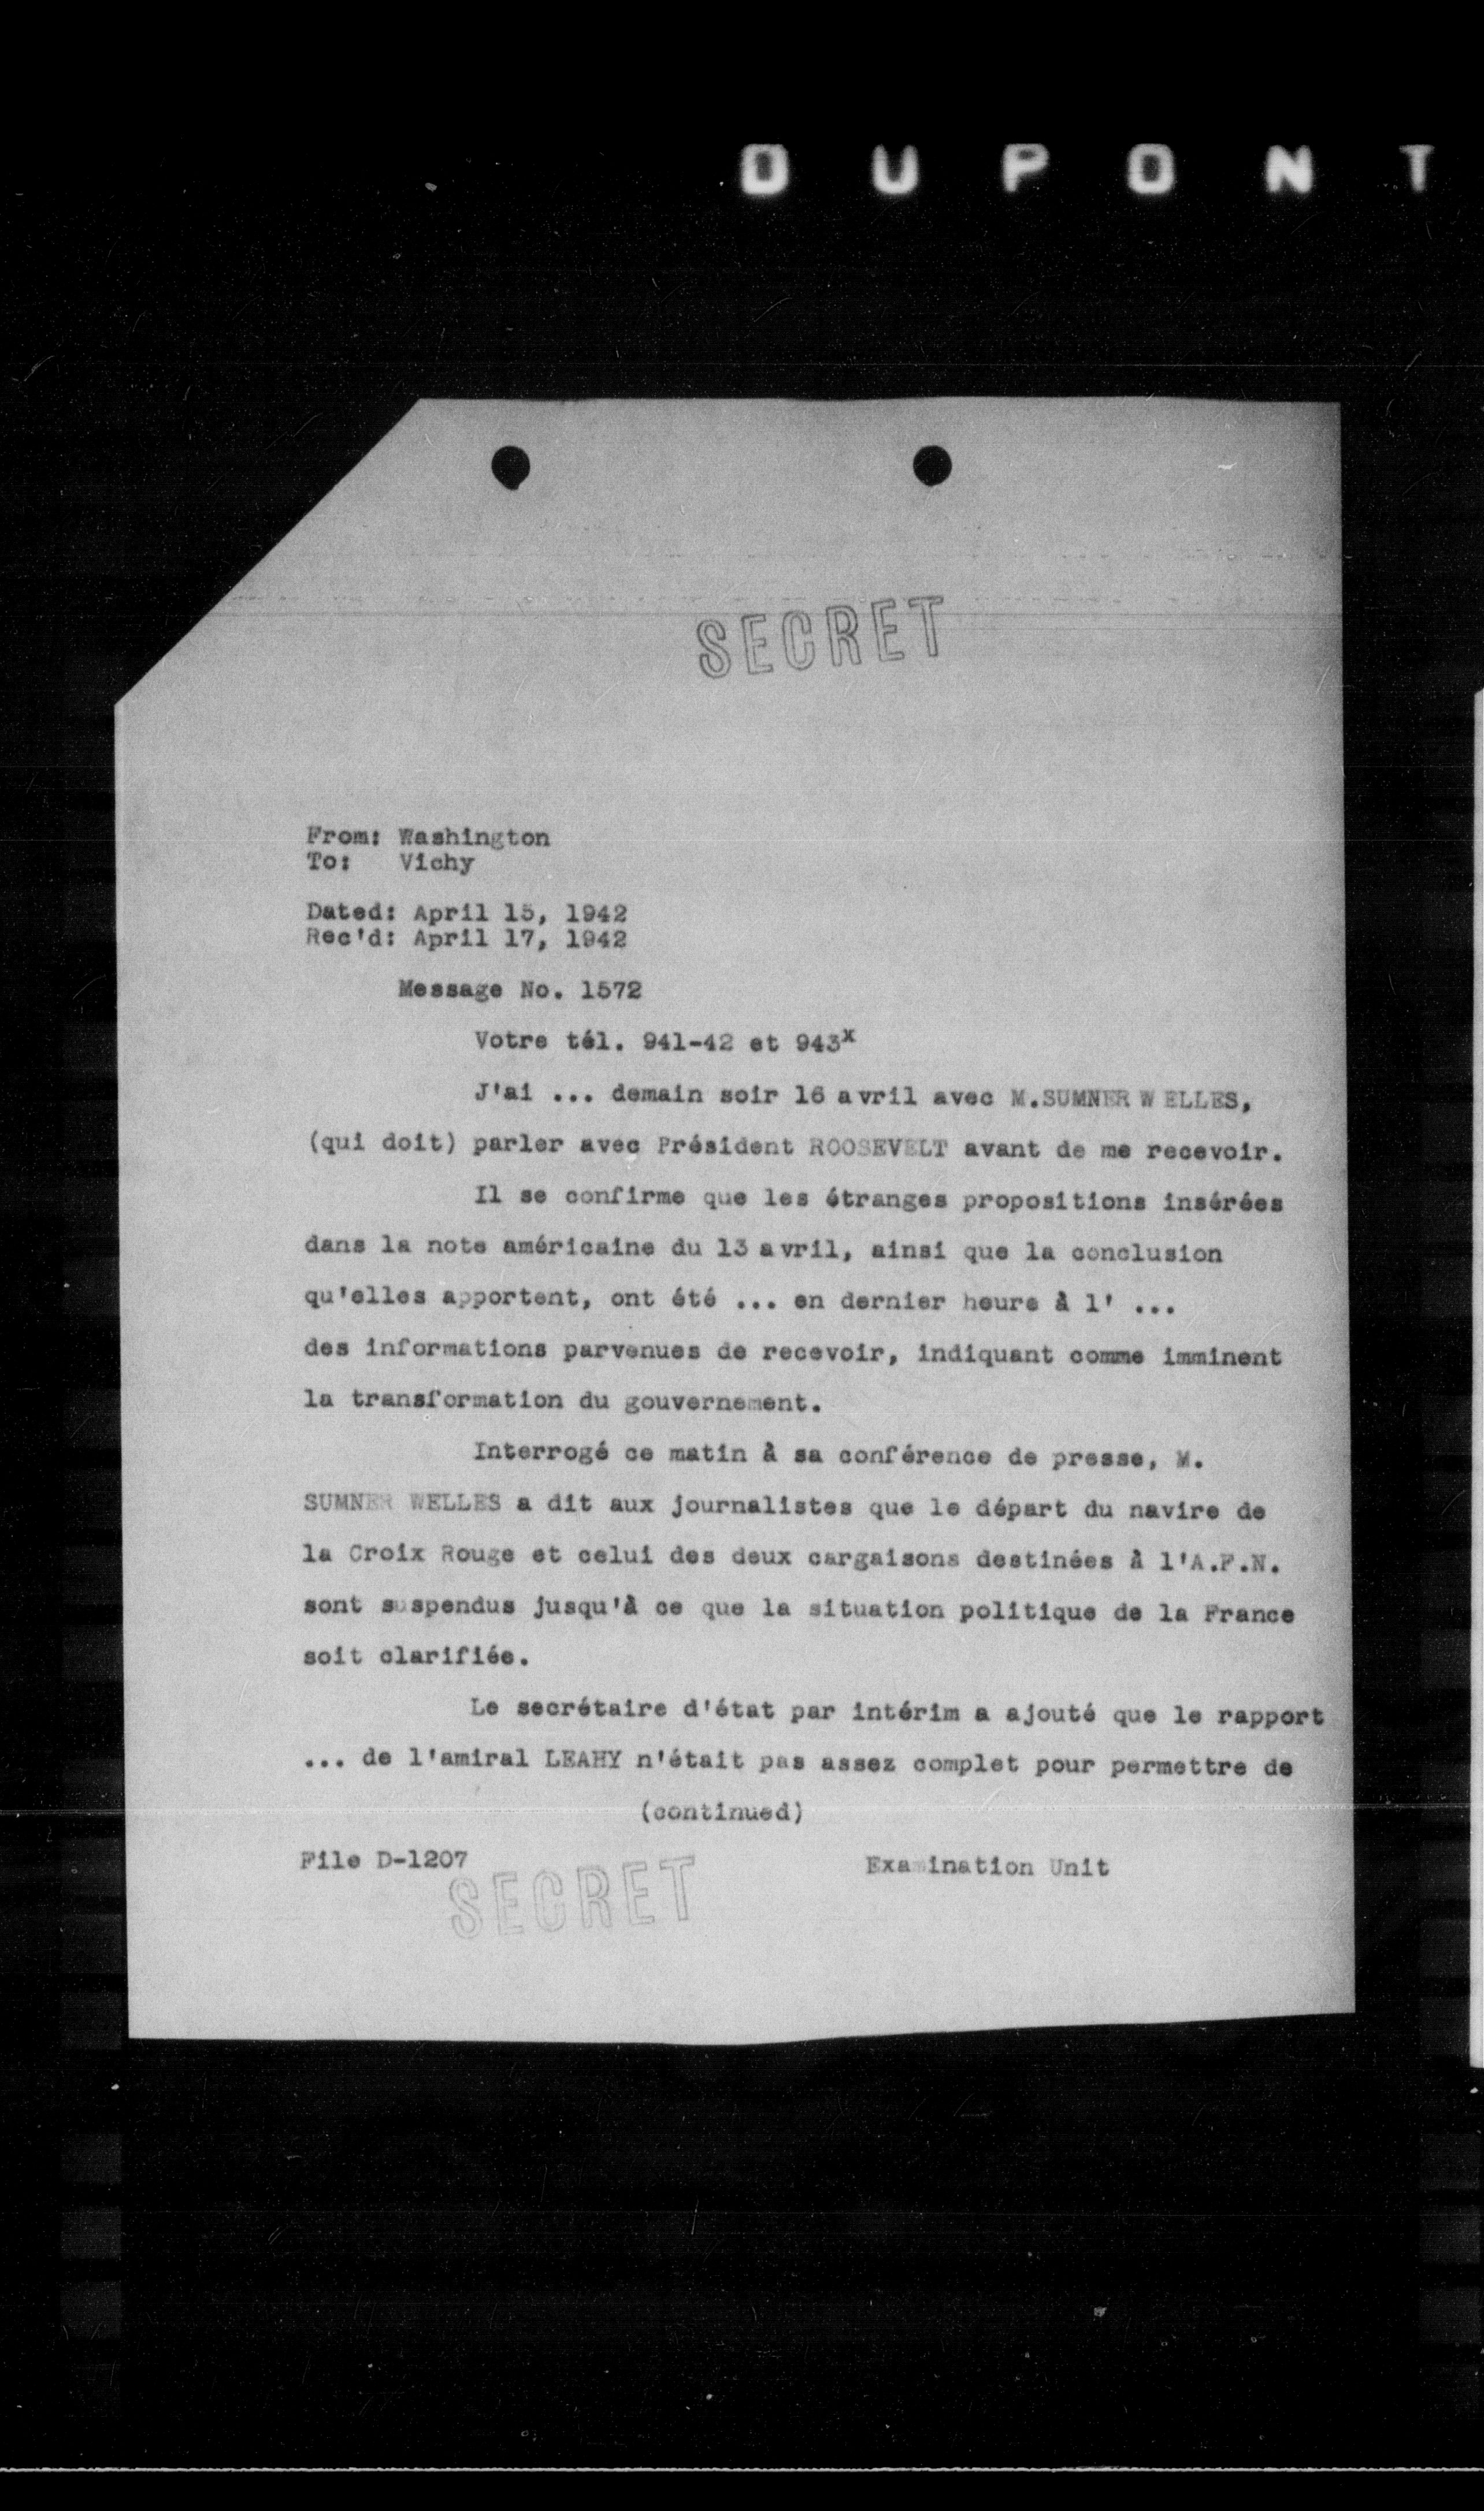 DUPONT
SECRET
From: Washington
To: Vichy
Dated: April 15, 1942
Rec'd: April 17, 1942
Message No. 1572
Votre tél. 941-42 et 943x
J'ai ... demain soir 16 avril avec M.SUMNER WELLES,
(qui doit) parler avec Président ROOSEVELT avant de me recevoir.
Il se confirme que les étranges propositions insérées
dans la note américaine du 13 avril, ainsi que la conclusion
qu'elles apportent, ont été ... en dernier heure à l' ...
des informations parvenues de recevoir, indiquant comme imminent
la transformation du gouvernement.
Interrogé ce matin à sa conférence de presse, M.
SUMNER WELLES a dit aux journalistes que le départ du navire de
la Croix Rouge et celui des deux cargaisons destinées à l'A.F.N.
sont suspendus jusqu'à ce que la situation politique de la France
soit clarifiée.
Le secrétaire d'état par intérim a ajouté que le rapport
... de l'amiral LEAHY n'était pas assez complet pour permettre de
(continued)
File D-1207
Examination Unit
SECRET